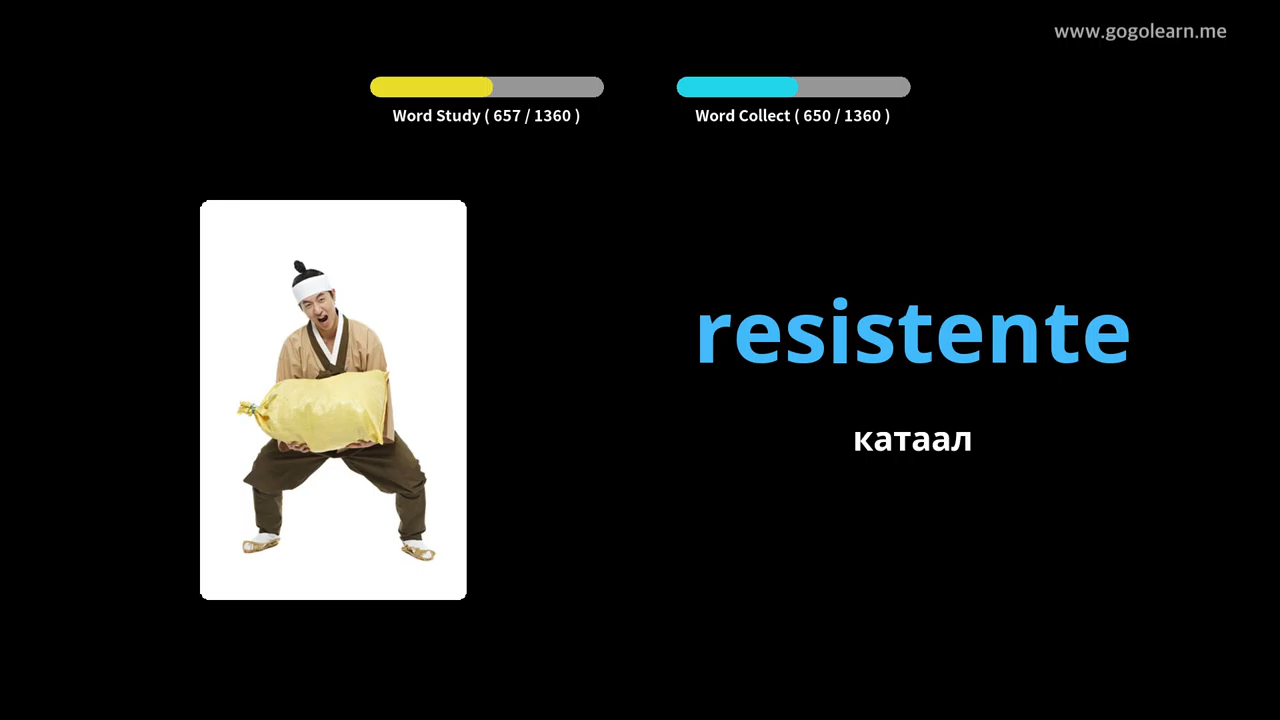 www.gogolearn.me
Word Study ( 657 / 1360 )
Word Collect ( 650 / 1360 )
resistente
катаал